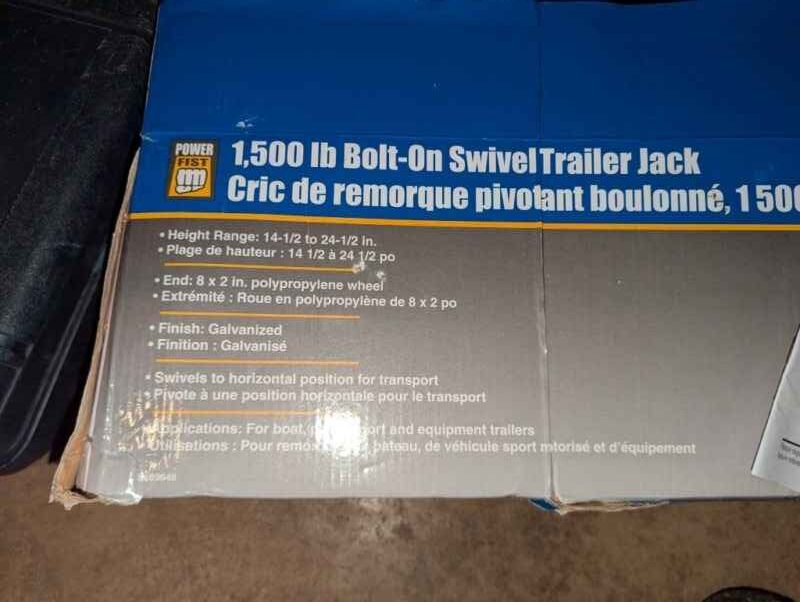 POWER
FIST
1,500 lb Bolt-On Swivel Trailer Jack
Cric de remorque pivotant boulonné, 1 500
• Height Range: 14-1/2 to 24-1/2 in.
• Plage de hauteur : 14 1/2 à 24 1/2 po
• End: 8 x 2 in. polypropylene wheel
• Extrémité : Roue en polypropylène de 8 x 2 po
• Finish: Galvanized
• Finition : Galvanisé
• Swivels to horizontal position for transport
• Pivote à une position horizontale pour le transport
Applications: For boat, and equipment trailers
Utilisations : Pour bateau, de véhicule sport motorisé et d'équipement